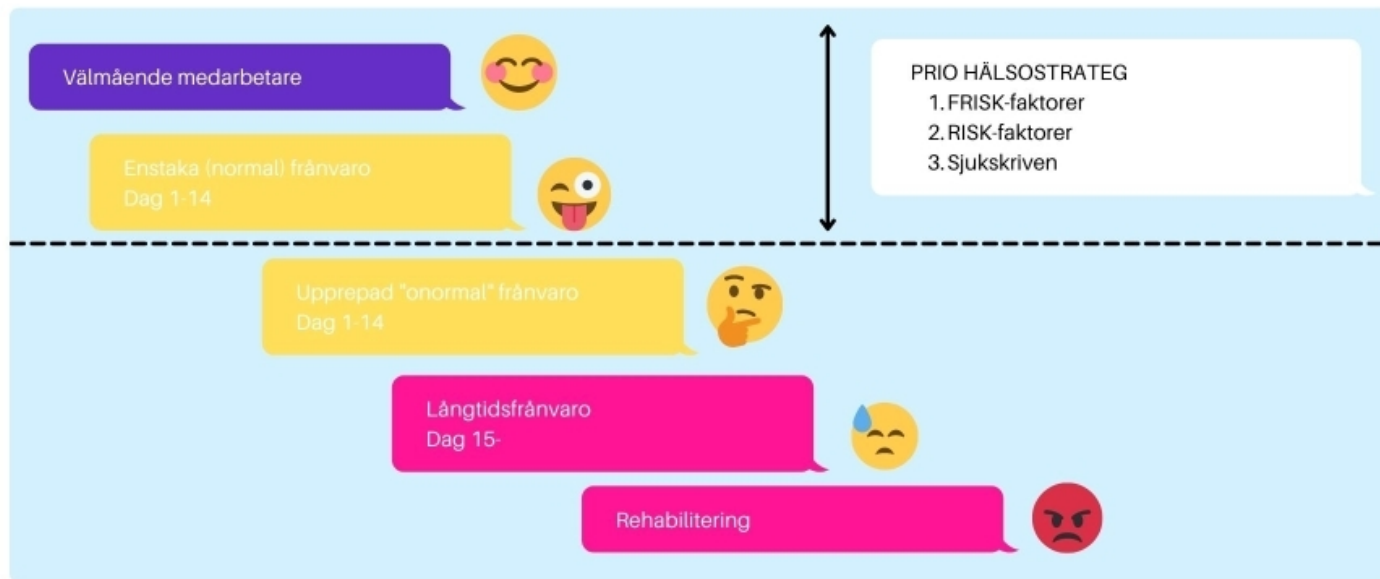 Välmående medarbetare
PRIO HÄLSOSTRATEG
1. FRISK-faktorer
2. RISK-faktorer
3. Sjukskriven
Enstaka (normal) frånvaro
Dag 1-14
Upprepad "onormal" frånvaro
Dag 1-14
Långtidsfrånvaro
Dag 15-
Rehabilitering